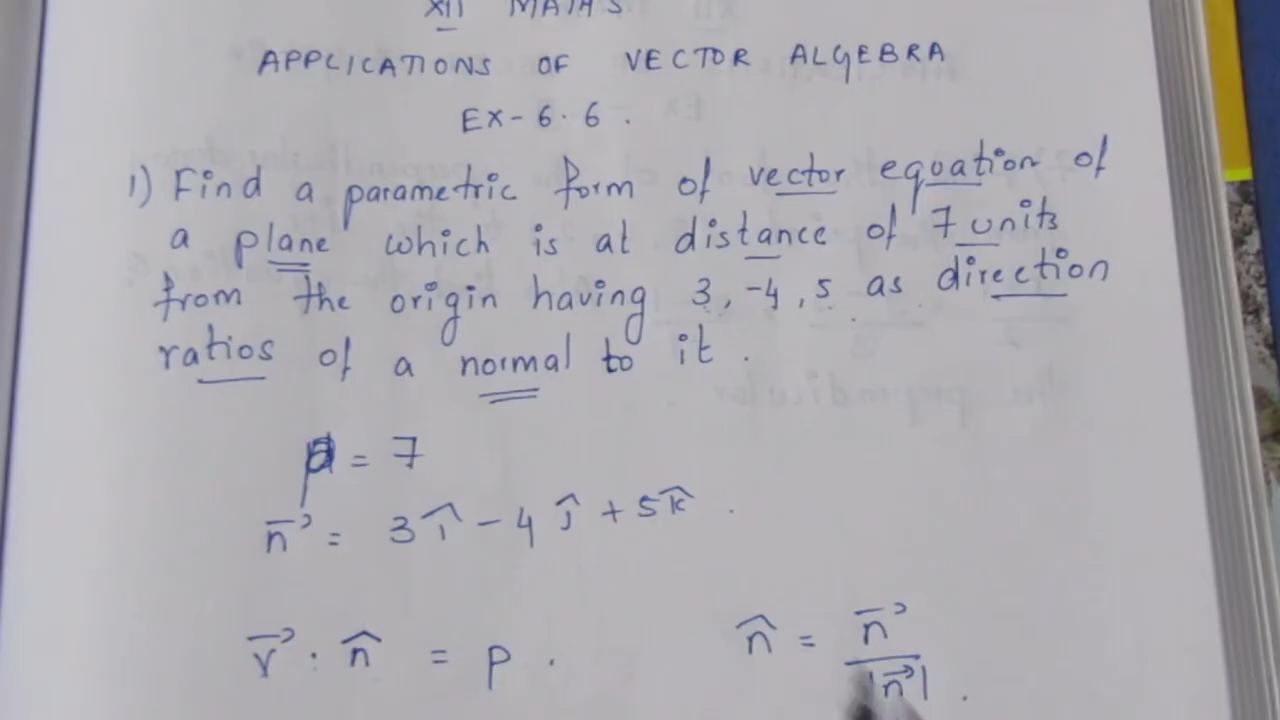 XII MATHS
APPLICATIONS OF VECTOR ALGEBRA
EX-6.6.
1) Find a parametric form of vector equation of
a plane which is at distance of 7 units
from the origin having 3, -4, 5 as direction
ratios of a normal to it.
p = 7
n⃗ = 3î - 4ĵ + 5k̂.
r⃗ . n̂ = p. n̂ = n⃗ / |n⃗|.